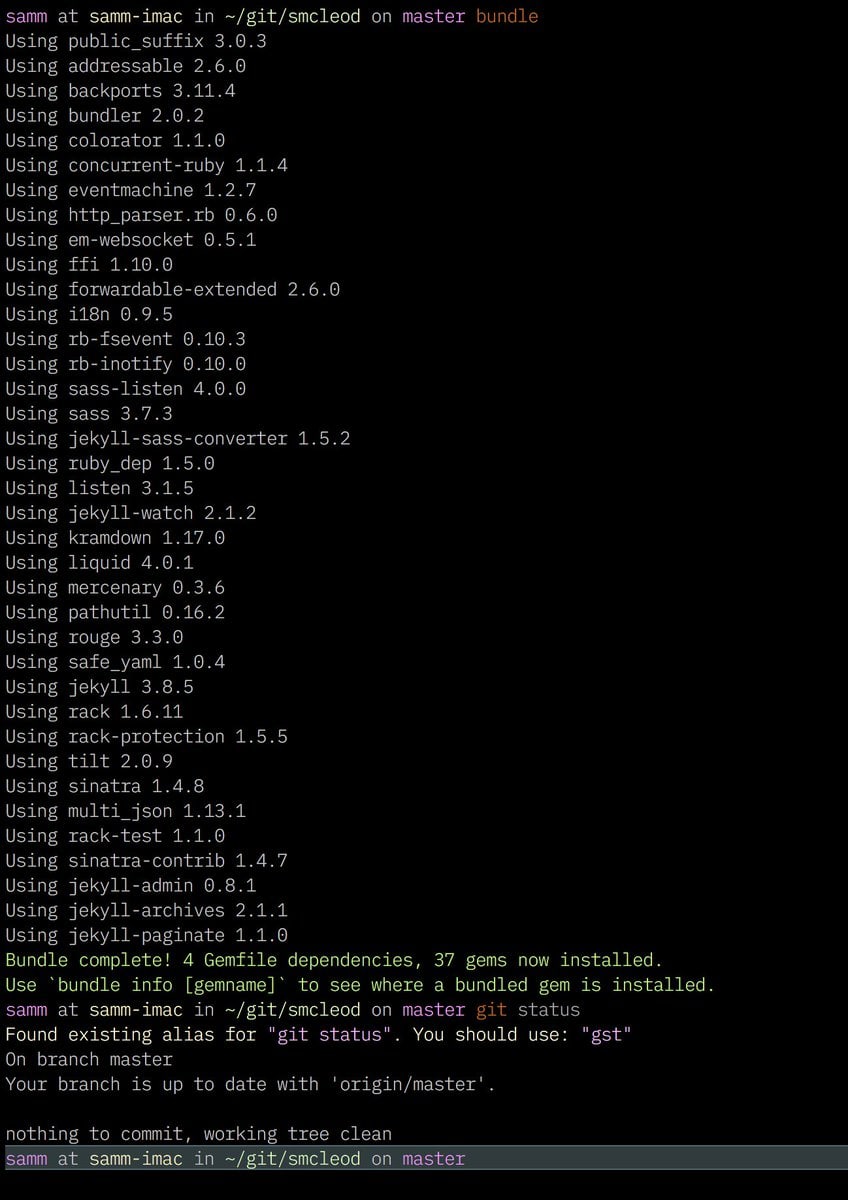 samm at samm-imac in ~/git/smcleod on master bundle
Using public_suffix 3.0.3
Using addressable 2.6.0
Using backports 3.11.4
Using bundler 2.0.2
Using colorator 1.1.0
Using concurrent-ruby 1.1.4
Using eventmachine 1.2.7
Using http_parser.rb 0.6.0
Using em-websocket 0.5.1
Using ffi 1.10.0
Using forwardable-extended 2.6.0
Using i18n 0.9.5
Using rb-fsevent 0.10.3
Using rb-inotify 0.10.0
Using sass-listen 4.0.0
Using sass 3.7.3
Using jekyll-sass-converter 1.5.2
Using ruby_dep 1.5.0
Using listen 3.1.5
Using jekyll-watch 2.1.2
Using kramdown 1.17.0
Using liquid 4.0.1
Using mercenary 0.3.6
Using pathutil 0.16.2
Using rouge 3.3.0
Using safe_yaml 1.0.4
Using jekyll 3.8.5
Using rack 1.6.11
Using rack-protection 1.5.5
Using tilt 2.0.9
Using sinatra 1.4.8
Using multi_json 1.13.1
Using rack-test 1.1.0
Using sinatra-contrib 1.4.7
Using jekyll-admin 0.8.1
Using jekyll-archives 2.1.1
Using jekyll-paginate 1.1.0
Bundle complete! 4 Gemfile dependencies, 37 gems now installed.
Use `bundle info [gemname]` to see where a bundled gem is installed.
samm at samm-imac in ~/git/smcleod on master git status
Found existing alias for "git status". You should use: "gst"
On branch master
Your branch is up to date with 'origin/master'.
nothing to commit, working tree clean
samm at samm-imac in ~/git/smcleod on master